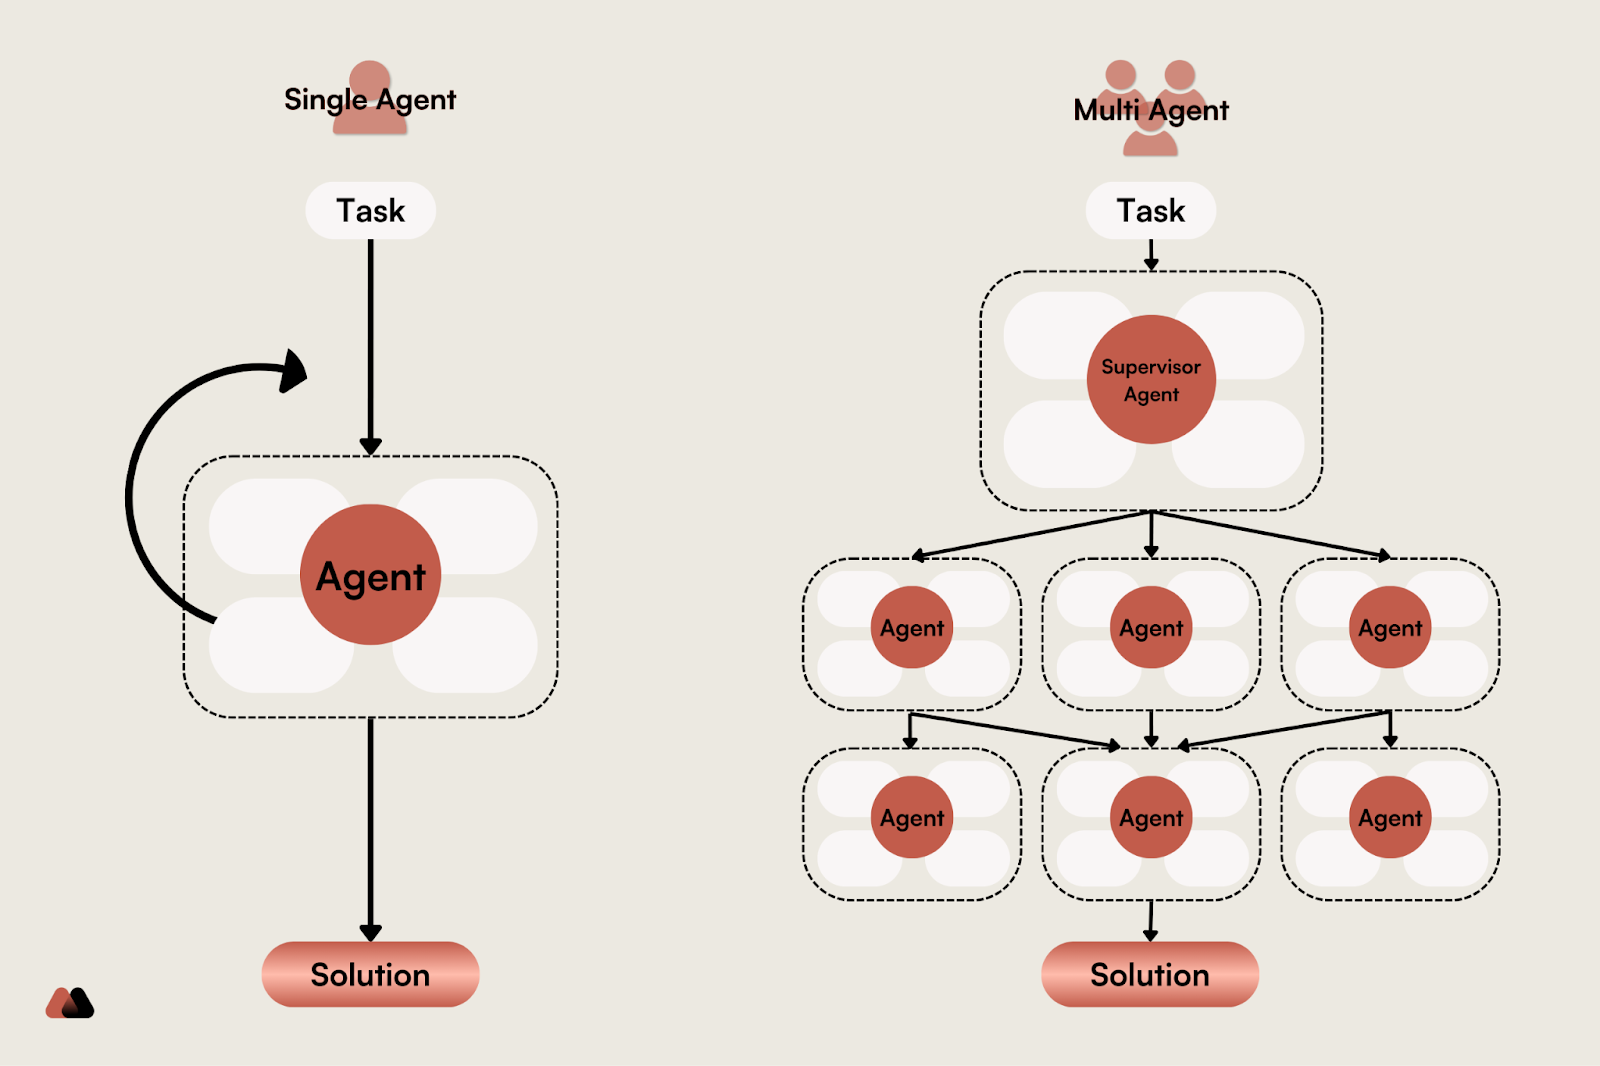 Single Agent
Task
Agent
Solution
Multi Agent
Task
Supervisor
Agent
Agent
Agent
Agent
Agent
Agent
Agent
Solution